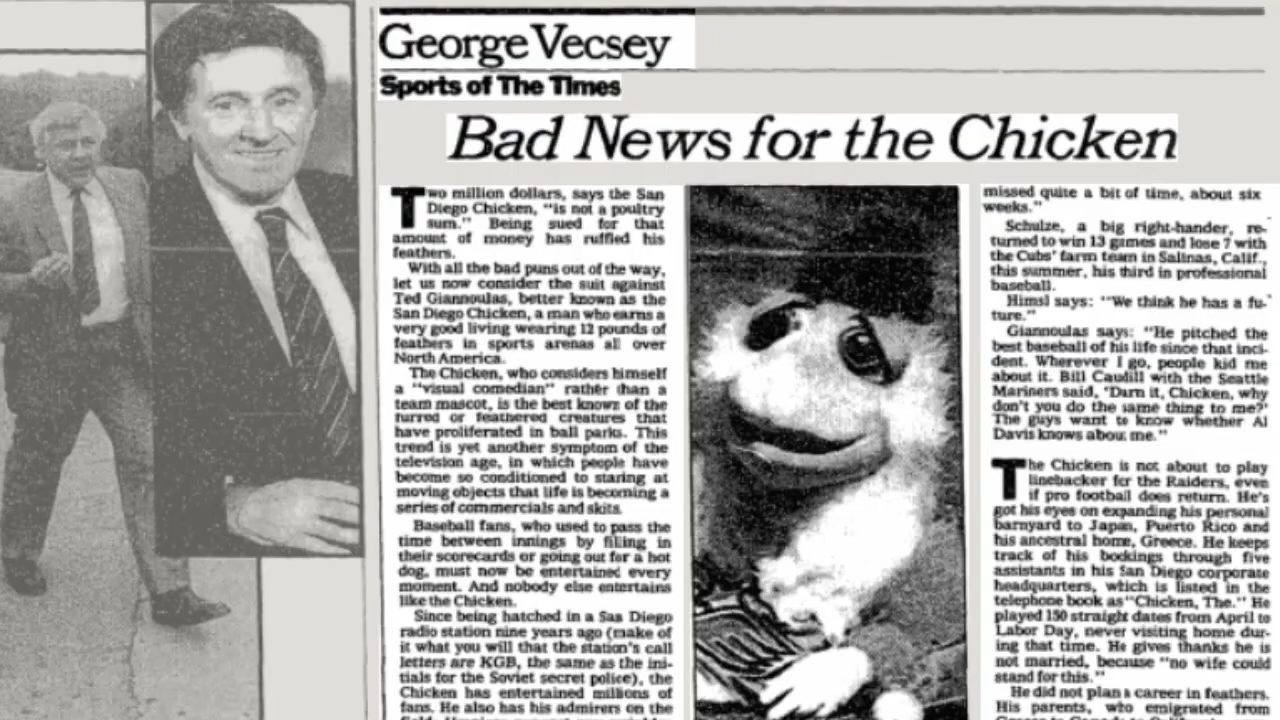 George Vecsey
Sports of The Times
Bad News for the Chicken
Two million dollars, says the San
Diego Chicken, "is not a poultry
sum." Being sued for that
amount of money has ruffled his
feathers.
With all the bad puns out of the way,
let us now consider the suit against
Ted Giannoulas, better known as the
San Diego Chicken, a man who earns a
very good living wearing 12 pounds of
feathers in sports arenas all over
North America.
The Chicken, who considers himself
a "visual comedian" rather than a
team mascot, is the best known of the
furred or feathered creatures that
have proliferated in ball parks. This
trend is yet another symptom of the
television age, in which people have
become so conditioned to staring at
moving objects that life is becoming a
series of commercials and skits.
Baseball fans, who used to pass the
time between innings by filling in
their scorecards or going out for a hot
dog, must now be entertained every
moment. And nobody else entertains
like the Chicken.
Since being hatched in a San Diego
radio station nine years ago (make of
it what you will that the station's call
letters are KGB, the same as the ini-
tials for the Soviet secret police), the
Chicken has entertained millions of
fans. He also has his admirers on the
missed quite a bit of time, about six
weeks."
Schulze, a big right-hander, re-
turned to win 13 games and lose 7 with
the Cubs' farm team in Salinas, Calif.,
this summer, his third in professional
baseball.
Himsl says: "We think he has a fu-
ture."
Giannoulas says: "He pitched the
best baseball of his life since that inci-
dent. Wherever I go, people kid me
about it. Bill Caudill with the Seattle
Mariners said, 'Darn it, Chicken, why
don't you do the same thing to me?'
The guys want to know whether Al
Davis knows about me."
The Chicken is not about to play
linebacker for the Raiders, even
if pro football does return. He's
got his eyes on expanding his personal
barnyard to Japan, Puerto Rico and
his ancestral home, Greece. He keeps
track of his bookings through five
assistants in his San Diego corporate
headquarters, which is listed in the
telephone book as "Chicken, The." He
played 150 straight dates from April to
Labor Day, never visiting home dur-
ing that time. He gives thanks he is
not married, because "no wife could
stand for this."
He did not plan a career in feathers.
His parents, who emigrated from